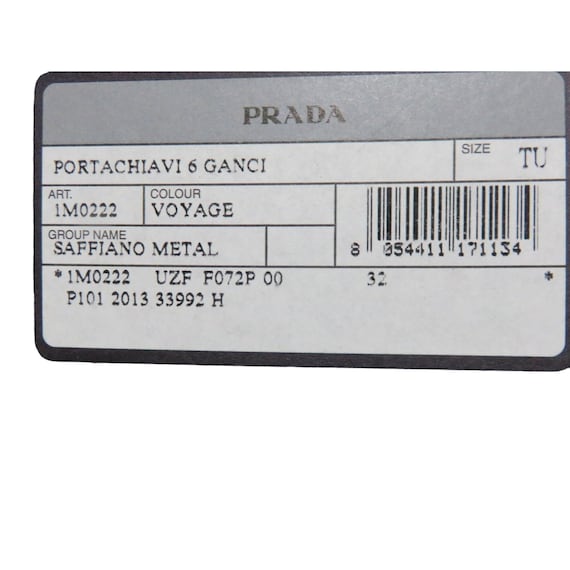 PRADA
PORTACHIAVI 6 GANCI
SIZE TU
ART.
1M0222
COLOUR
VOYAGE
GROUP NAME
SAFFIANO METAL
8 054411 171134
*1M0222 UZF F072P 00 32 *
P101 2013 33992 H